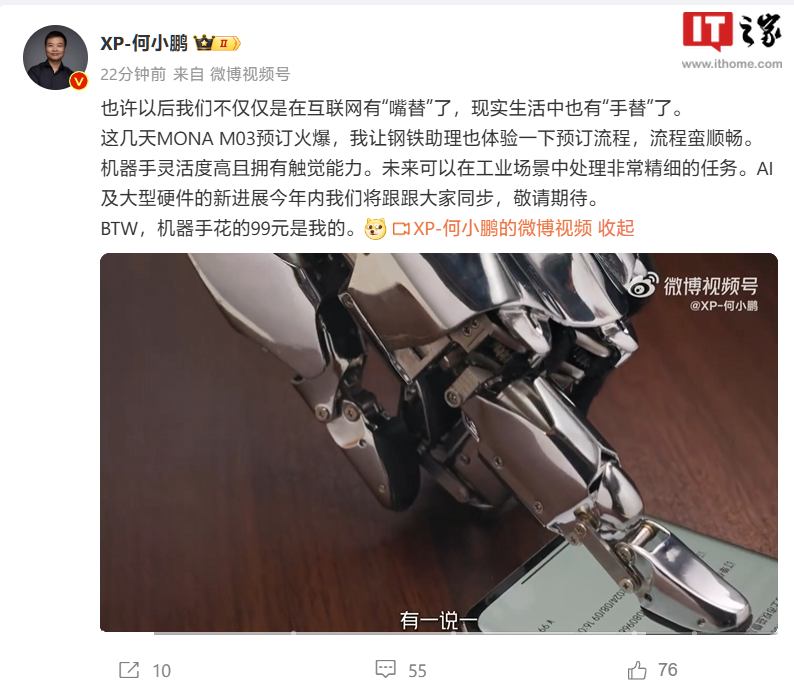 IT之家
www.ithome.com
XP-何小鹏
II
22分钟前 来自 微博视频号
也许以后我们不仅仅是在互联网有“嘴替”了，现实生活中也有“手替”了。
这几天MONA M03预订火爆，我让钢铁助理也体验一下预订流程，流程蛮顺畅。
机器手灵活度高且拥有触觉能力。未来可以在工业场景中处理非常精细的任务。AI
及大型硬件的新进展今年内我们将跟跟大家同步，敬请期待。
BTW，机器手花的99元是我的。 XP-何小鹏的微博视频 收起
微博视频号
@XP-何小鹏
2024/08/09 16:0
￥99
有一说一
10
55
76